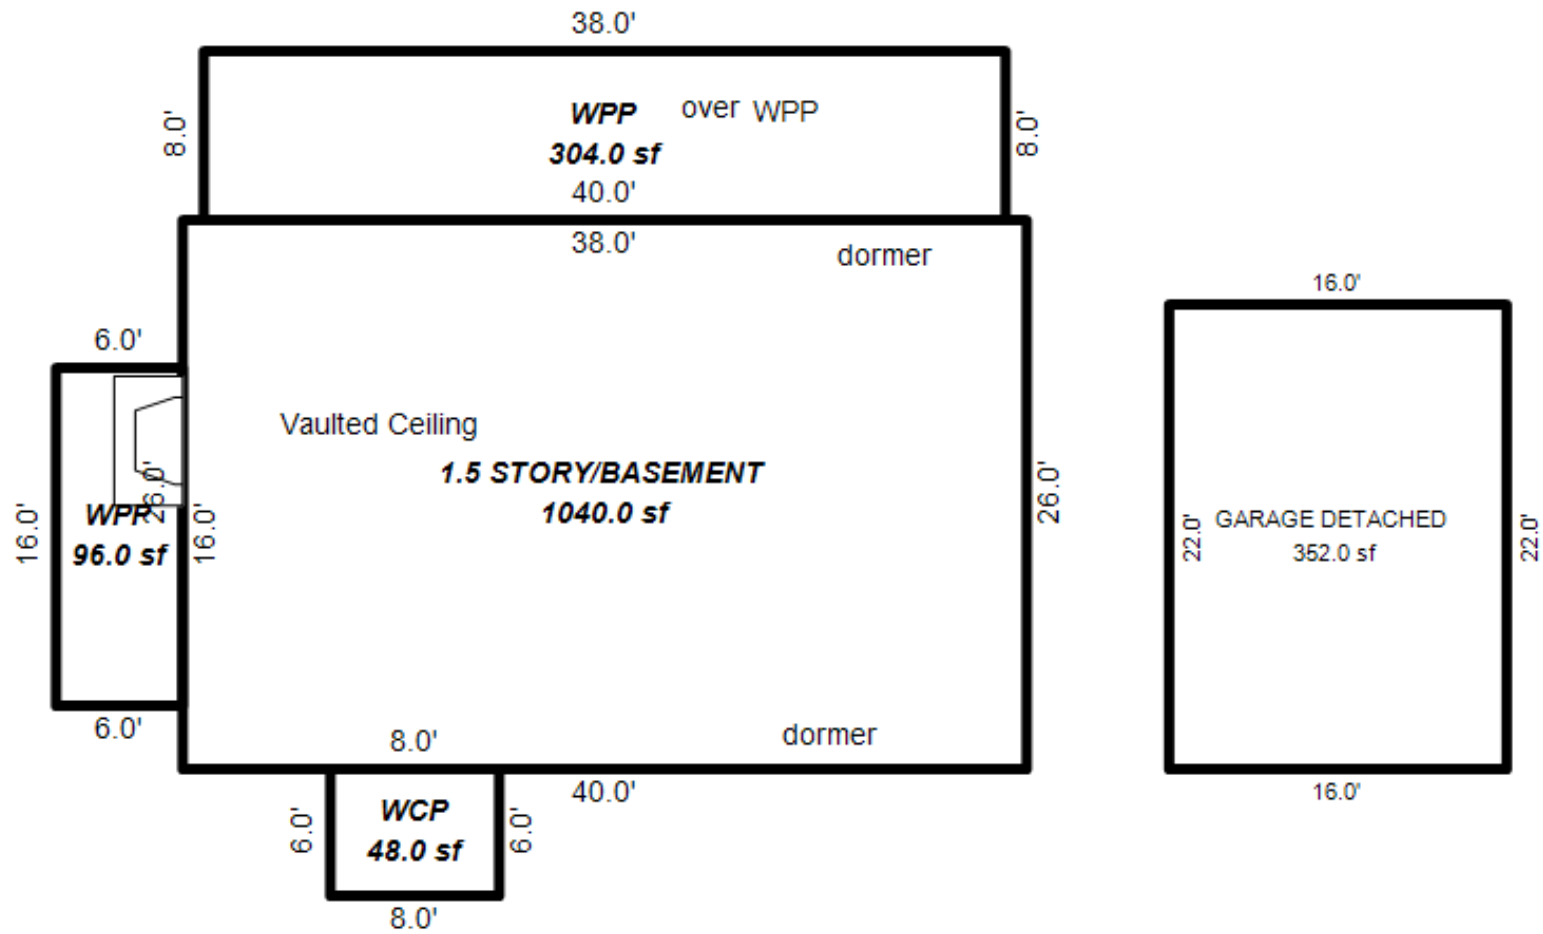 38.0'
8.0'
WPP over WPP
8.0'
304.0 sf
40.0'
38.0'
dormer
16.0'
6.0'
Vaulted Ceiling
1.5 STORY/BASEMENT
1040.0 sf
26.0'
26.0'
16.0'
WPP
96.0 sf
16.0'
22.0'
GARAGE DETACHED
352.0 sf
22.0'
6.0'
8.0'
dormer
40.0'
16.0'
6.0'
WCP
48.0 sf
6.0'
8.0'